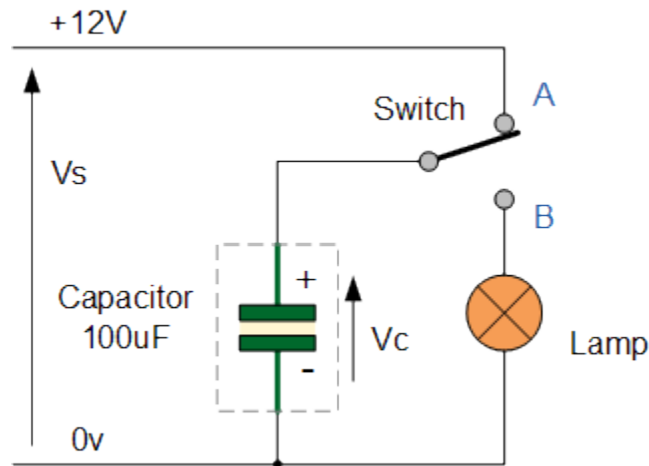 +12V
A
Switch
Vs
B
+
Capacitor
100uF
Vc
Lamp
-
0v